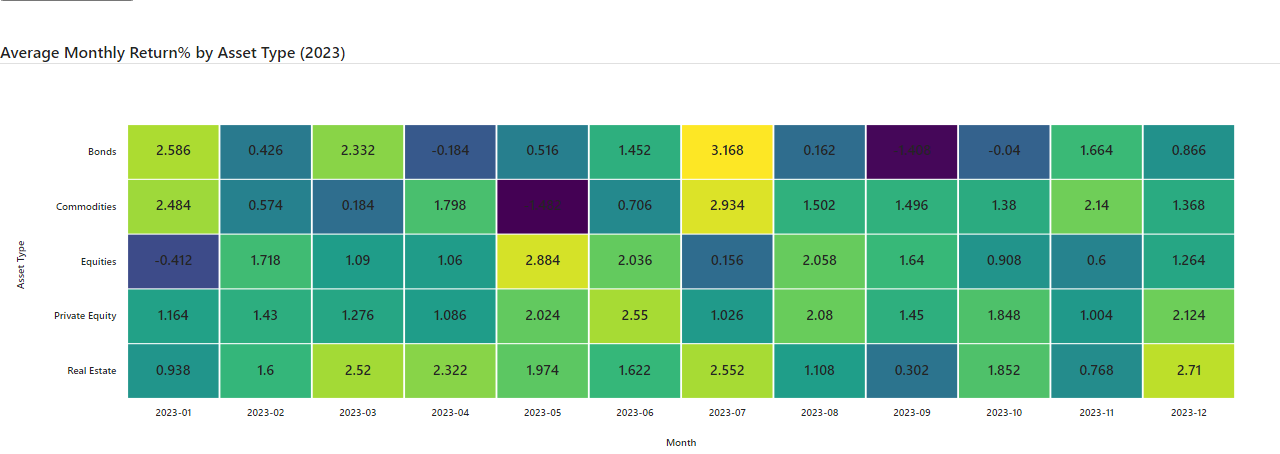 Average Monthly Return% by Asset Type (2023)
Asset Type
Bonds 2.586 0.426 2.332 -0.184 0.516 1.452 3.168 0.162 -0.04 1.664 0.866
Commodities 2.484 0.574 0.184 1.798 0.706 2.934 1.502 1.496 1.38 2.14 1.368
Equities -0.412 1.718 1.09 1.06 2.884 2.036 0.156 2.058 1.64 0.908 0.6 1.264
Private Equity 1.164 1.43 1.276 1.086 2.024 2.55 1.026 2.08 1.45 1.848 1.004 2.124
Real Estate 0.938 1.6 2.52 2.322 1.974 1.622 2.552 1.108 0.302 1.852 0.768 2.71
2023-01 2023-02 2023-03 2023-04 2023-05 2023-06 2023-07 2023-08 2023-09 2023-10 2023-11 2023-12
Month